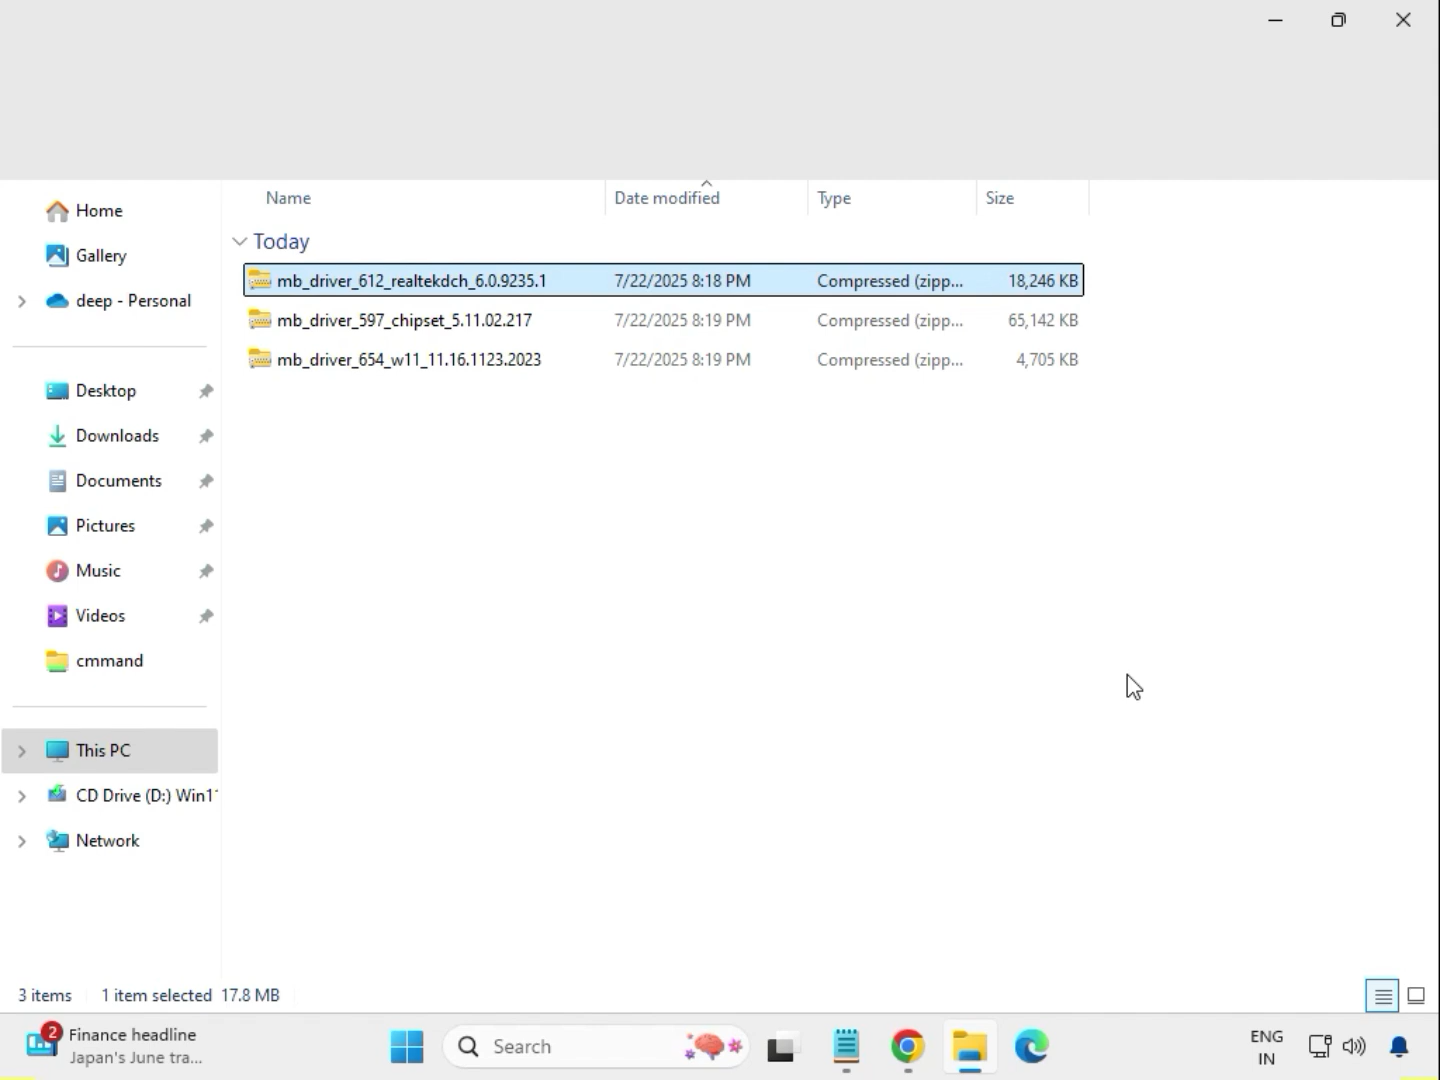 Name Date modified Type Size
Today
mb_driver_612_realtekdch_6.0.9235.1 7/22/2025 8:18 PM Compressed (zipp... 18,246 KB
mb_driver_597_chipset_5.11.02.217 7/22/2025 8:19 PM Compressed (zipp... 65,142 KB
mb_driver_654_w11_11.16.1123.2023 7/22/2025 8:19 PM Compressed (zipp... 4,705 KB
Home
Gallery
deep - Personal
Desktop
Downloads
Documents
Pictures
Music
Videos
cmmand
This PC
CD Drive (D:) Win11
Network
3 items 1 item selected 17.8 MB
2
Finance headline
Japan's June tra...
Search
ENG
IN